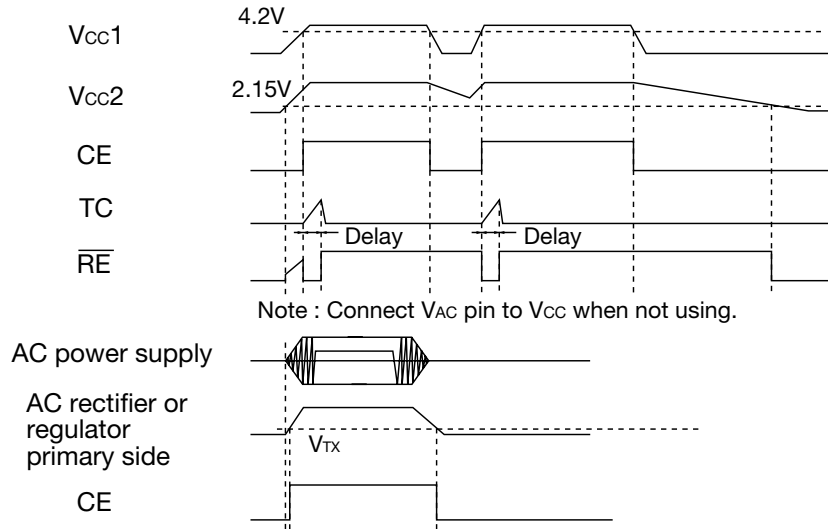 4.2V
Vcc1
2.15V
Vcc2
CE
TC
Delay Delay
RE
Note : Connect VAC pin to Vcc when not using.
AC power supply
AC rectifier or
regulator
primary side
VTX
CE